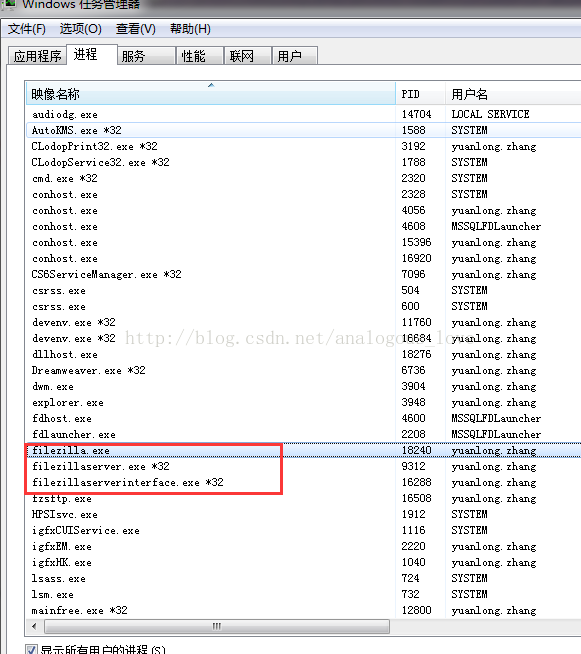 Windows 任务管理器
文件(F) 选项(O) 查看(V) 帮助(H)
应用程序 进程 服务 性能 联网 用户
映像名称 PID 用户名
audiodg.exe 14704 LOCAL SERVICE
AutoKMS.exe *32 1588 SYSTEM
CLodopPrint32.exe *32 3192 yuanlong.zhang
CLodopService32.exe *32 1788 SYSTEM
cmd.exe *32 2320 SYSTEM
conhost.exe 2328 SYSTEM
conhost.exe 4056 yuanlong.zhang
conhost.exe 4608 MSSQLFDLauncher
conhost.exe 15396 yuanlong.zhang
conhost.exe 16920 yuanlong.zhang
CS6ServiceManager.exe *32 7096 yuanlong.zhang
csrss.exe 504 SYSTEM
csrss.exe 600 SYSTEM
devenv.exe *32 11760 yuanlong.zhang
devenv.exe *32 16684 yuanlong.zhang
dllhost.exe 18276 yuanlong.zhang
Dreamweaver.exe *32 6736 yuanlong.zhang
dwm.exe 3904 yuanlong.zhang
explorer.exe 3948 yuanlong.zhang
fdhost.exe 4600 MSSQLFDLauncher
fdlauncher.exe 2208 MSSQLFDLauncher
filezilla.exe 18240 yuanlong.zhang
filezillaserver.exe *32 9312 yuanlong.zhang
filezillaserverinterface.exe *32 16288 yuanlong.zhang
fzsftp.exe 16508 yuanlong.zhang
HPSIsvc.exe 1912 SYSTEM
igfxCUIService.exe 1116 SYSTEM
igfxEM.exe 2220 yuanlong.zhang
igfxHK.exe 1040 yuanlong.zhang
lsass.exe 724 SYSTEM
lsm.exe 732 SYSTEM
mainfree.exe *32 12800 yuanlong.zhang
显示所有用户的进程(S)